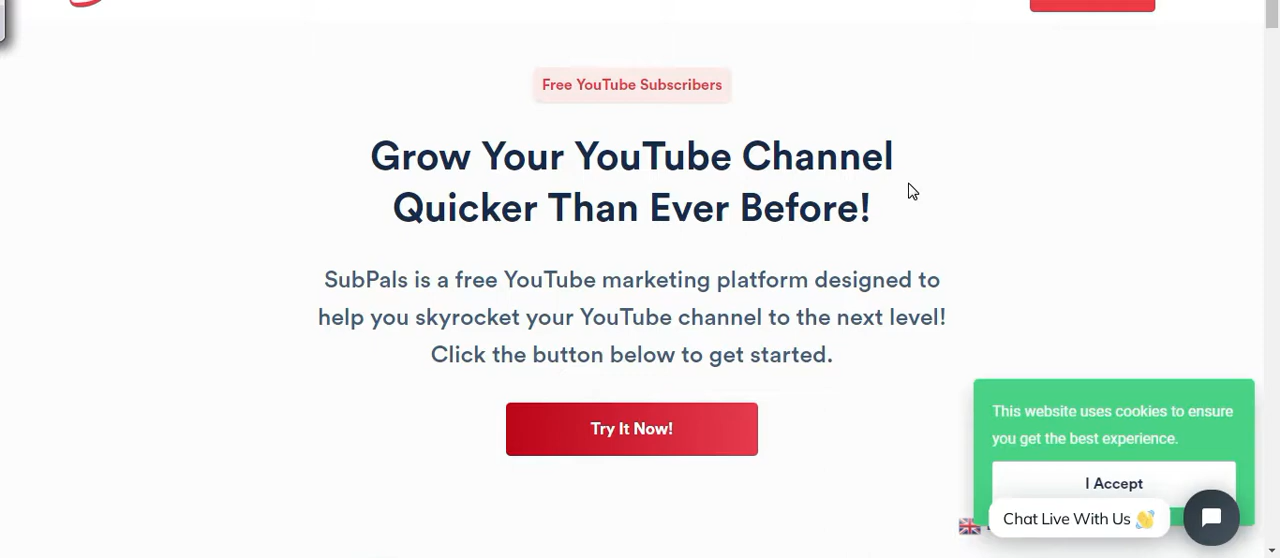 Free YouTube Subscribers
Grow Your YouTube Channel
Quicker Than Ever Before!
SubPals is a free YouTube marketing platform designed to
help you skyrocket your YouTube channel to the next level!
Click the button below to get started.
Try It Now!
This website uses cookies to ensure
you get the best experience.
I Accept
Chat Live With Us 👋